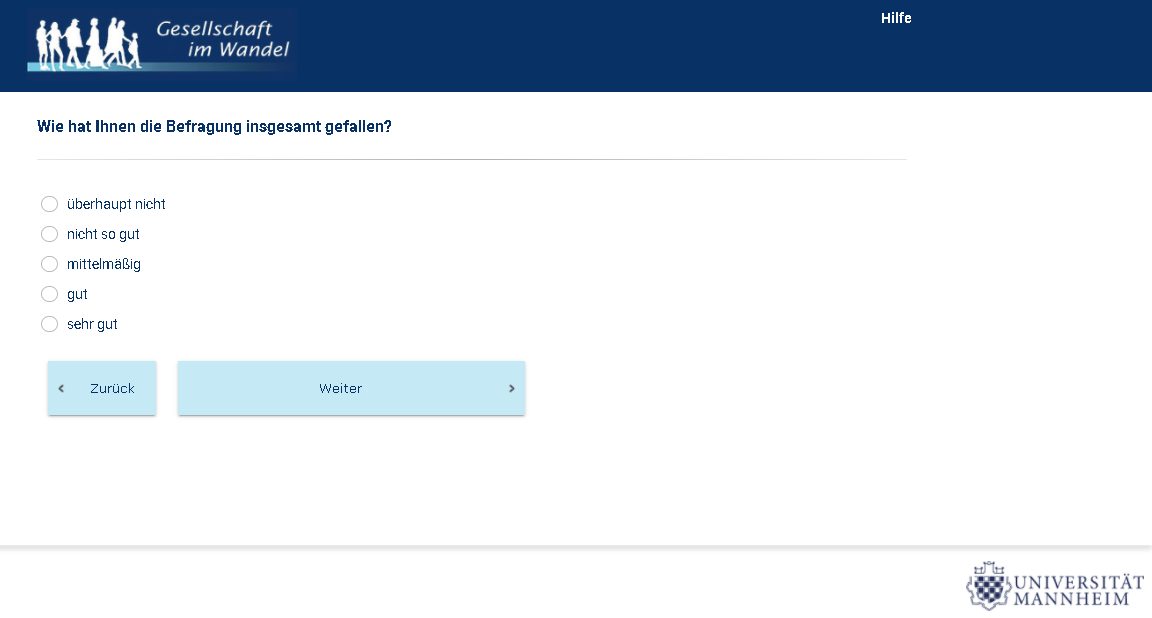 Gesellschaft
im Wandel
Hilfe
Wie hat Ihnen die Befragung insgesamt gefallen?
überhaupt nicht
nicht so gut
mittelmäßig
gut
sehr gut
Zurück
Weiter
UNIVERSITÄT
MANNHEIM